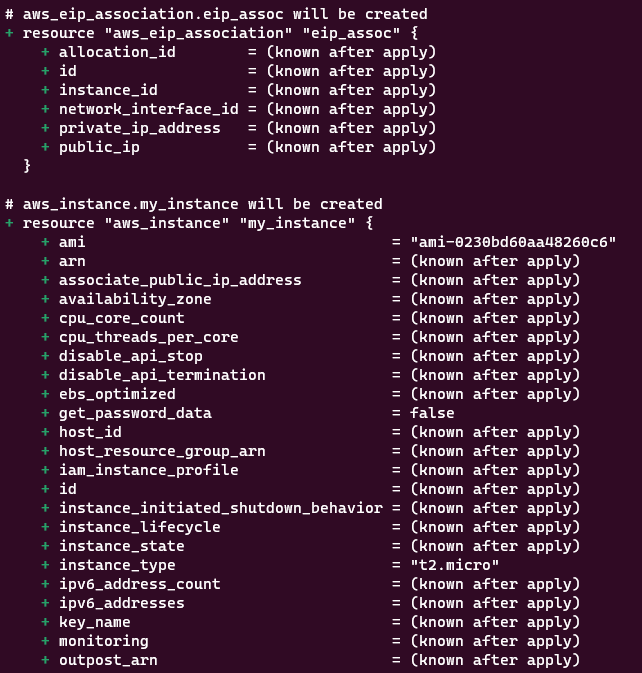 # aws_eip_association.eip_assoc will be created
+ resource "aws_eip_association" "eip_assoc" {
    + allocation_id        = (known after apply)
    + id                   = (known after apply)
    + instance_id          = (known after apply)
    + network_interface_id = (known after apply)
    + private_ip_address   = (known after apply)
    + public_ip            = (known after apply)
  }

# aws_instance.my_instance will be created
+ resource "aws_instance" "my_instance" {
    + ami                                  = "ami-0230bd60aa48260c6"
    + arn                                  = (known after apply)
    + associate_public_ip_address          = (known after apply)
    + availability_zone                    = (known after apply)
    + cpu_core_count                       = (known after apply)
    + cpu_threads_per_core                 = (known after apply)
    + disable_api_stop                     = (known after apply)
    + disable_api_termination              = (known after apply)
    + ebs_optimized                        = (known after apply)
    + get_password_data                    = false
    + host_id                              = (known after apply)
    + host_resource_group_arn              = (known after apply)
    + iam_instance_profile                 = (known after apply)
    + id                                   = (known after apply)
    + instance_initiated_shutdown_behavior = (known after apply)
    + instance_lifecycle                   = (known after apply)
    + instance_state                       = (known after apply)
    + instance_type                        = "t2.micro"
    + ipv6_address_count                   = (known after apply)
    + ipv6_addresses                       = (known after apply)
    + key_name                             = (known after apply)
    + monitoring                           = (known after apply)
    + outpost_arn                          = (known after apply)